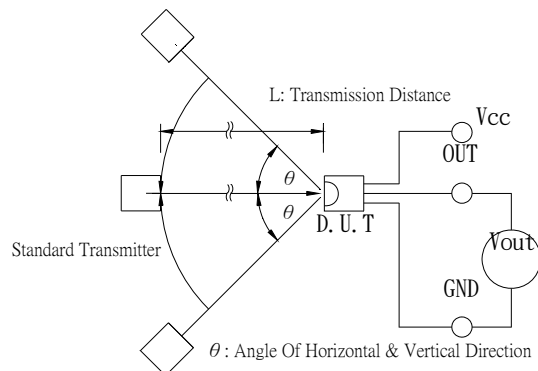 L: Transmission Distance
Vcc
OUT
θ
θ
D.U.T
Standard Transmitter
Vout
GND
θ : Angle Of Horizontal & Vertical Direction